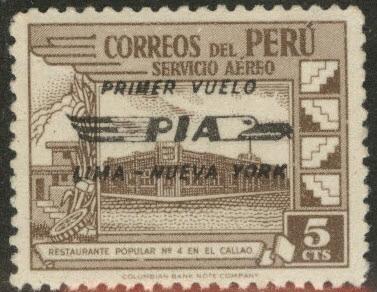 CORREOS DEL PERÚ
SERVICIO AÉREO
PRIMER VUELO
PIA
LIMA - NUEVA YORK
5
CTS
RESTAURANTE POPULAR Nº 4 EN EL CALLAO
COLUMBIAN BANK NOTE COMPANY